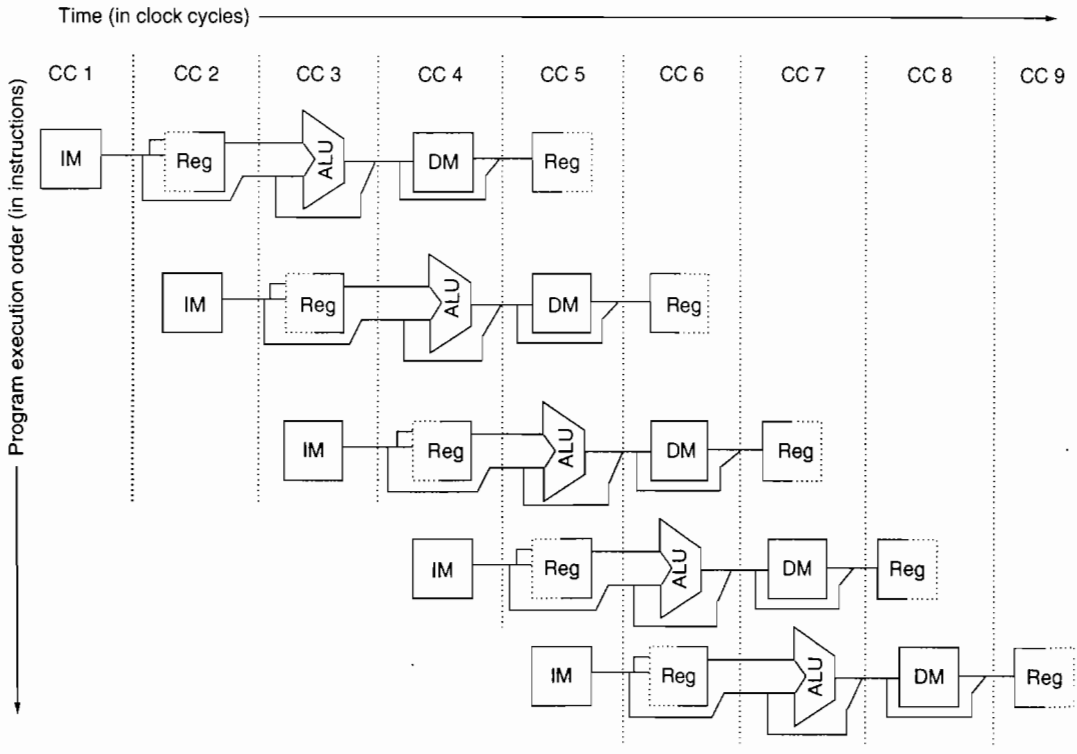 Time (in clock cycles)
CC 1 CC 2 CC 3 CC 4 CC 5 CC 6 CC 7 CC 8 CC 9
Program execution order (in instructions)
IM Reg ALU DM Reg
IM Reg ALU DM Reg
IM Reg ALU DM Reg
IM Reg ALU DM Reg
IM Reg ALU DM Reg